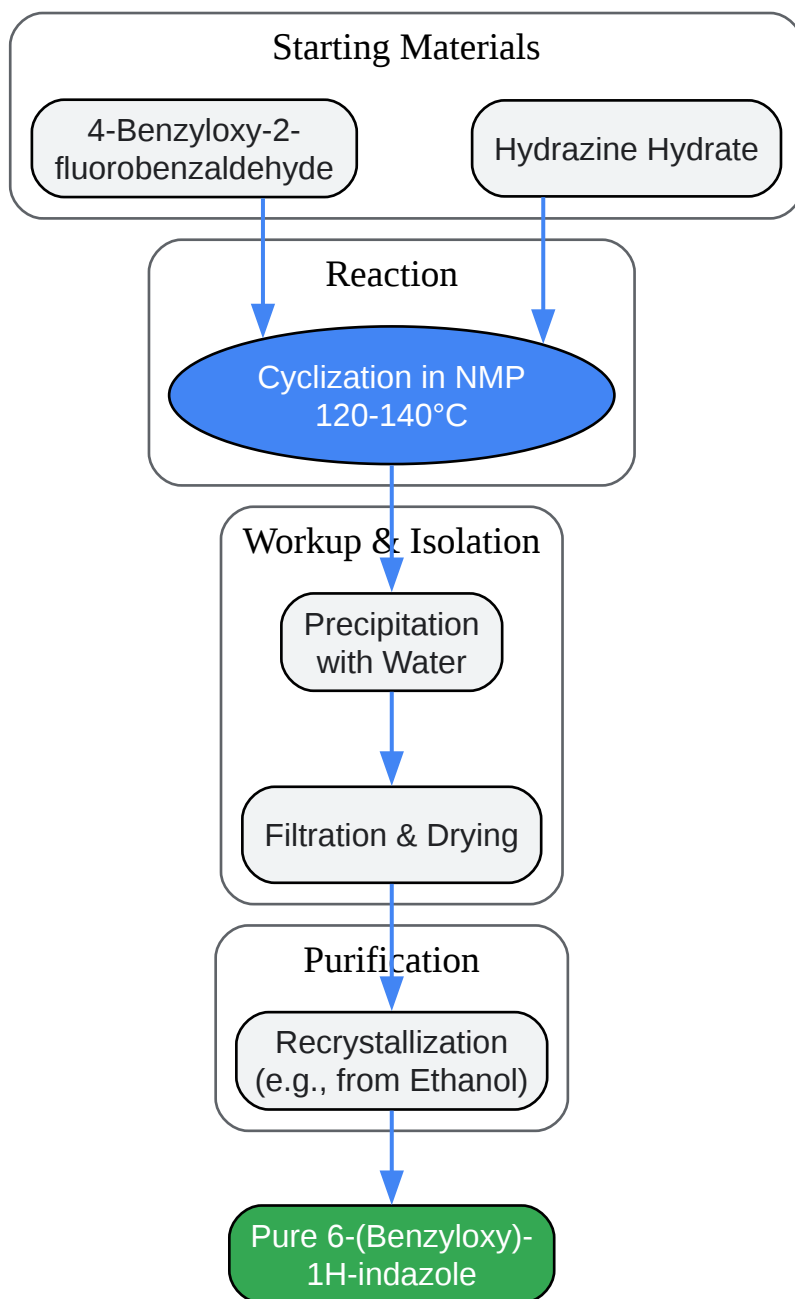 Starting Materials
4-Benzyloxy-2-
fluorobenzaldehyde
Hydrazine Hydrate
Reaction
Cyclization in NMP
120-140°C
Workup & Isolation
Precipitation
with Water
Filtration & Drying
Purification
Recrystallization
(e.g., from Ethanol)
Pure 6-(Benzyloxy)-
1H-indazole